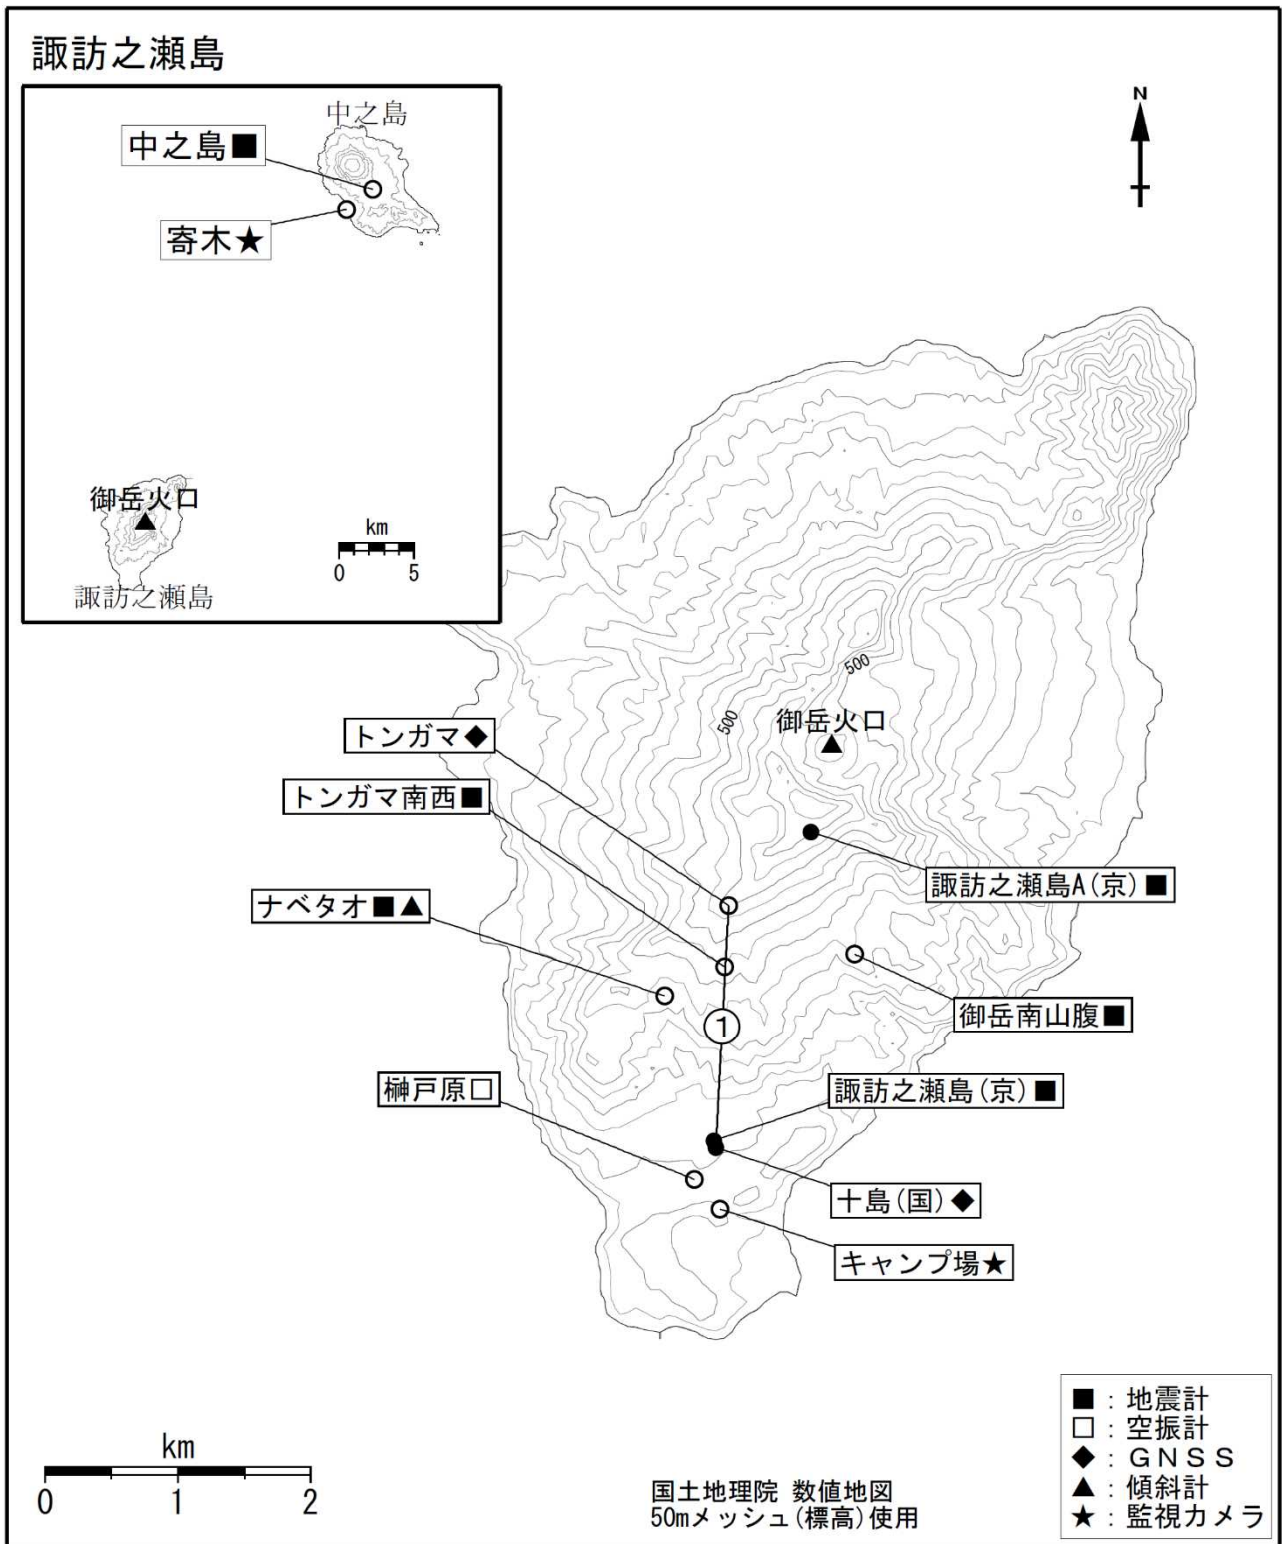 諏訪之瀬島
中之島
中之島■
寄木★
御岳火口
諏訪之瀬島
km
0 5
N
500
500
御岳火口
トンガマ◆
トンガマ南西■
諏訪之瀬島A(京)■
ナベタオ■▲
御岳南山腹■
①
榊戸原□
諏訪之瀬島(京)■
十島(国)◆
キャンプ場★
km
0 1 2
国土地理院 数値地図
50mメッシュ(標高)使用
■：地震計
□：空振計
◆：ＧＮＳＳ
▲：傾斜計
★：監視カメラ